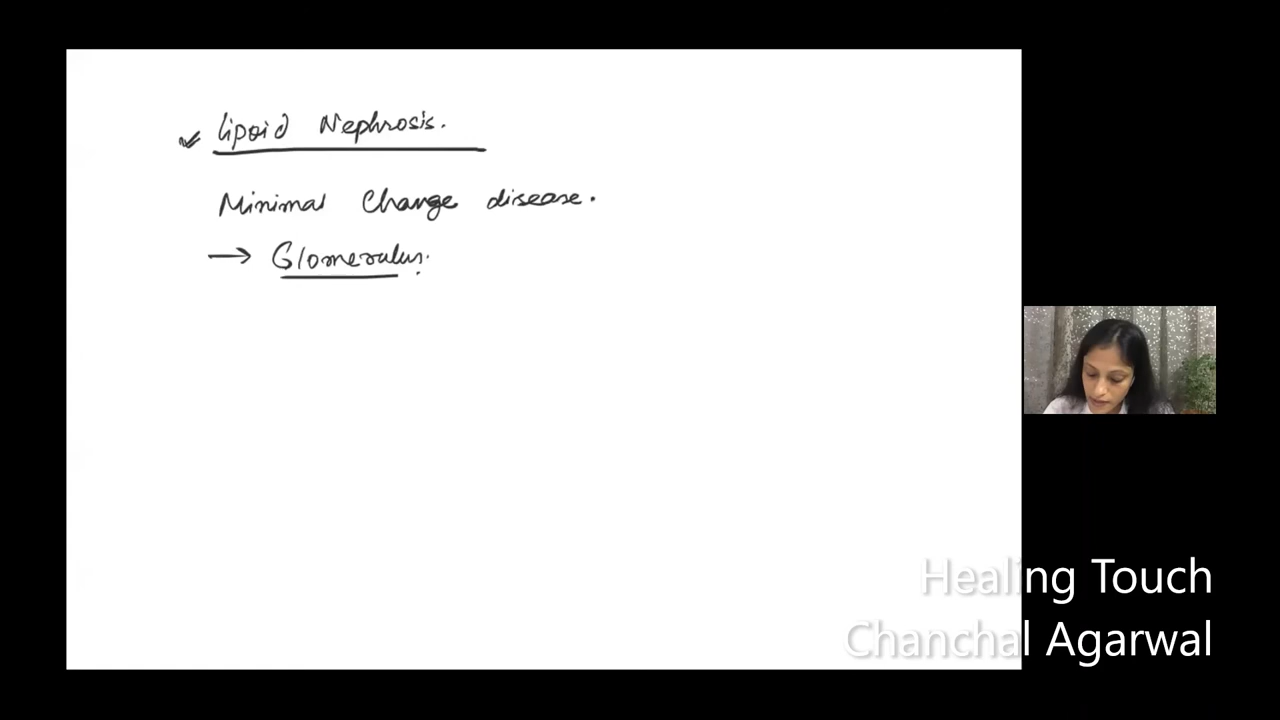 Lipoid Nephrosis.
Minimal Change disease.
→ Glomerulus.
Healing Touch
Chanchal Agarwal